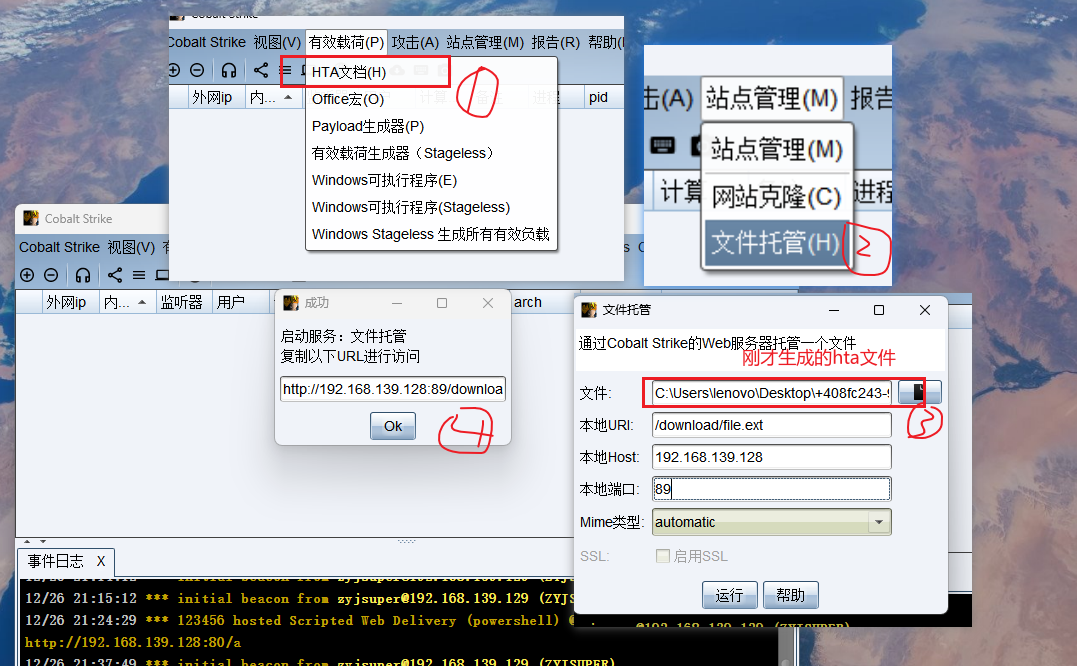 Cobalt Strike
Cobalt Strike 视图(V) 有效载荷(P) 攻击(A) 站点管理(M) 报告(R) 帮助(
外网ip 内... 计算 进程 pid
HTA文档(H)
Office宏(O)
Payload生成器(P)
有效载荷生成器（Stageless）
Windows可执行程序(E)
Windows可执行程序(Stageless)
Windows Stageless 生成所有有效负载
1
击(A) 站点管理(M) 报告
计算 进程
站点管理(M)
网站克隆(C)
文件托管(H)
2
Cobalt Strike
Cobalt Strike 视图(V)
外网ip 内... 监听器 用户 arch
成功
启动服务：文件托管
复制以下URL进行访问
http://192.168.139.128:89/downloa
Ok
4
文件托管
通过Cobalt Strike的Web服务器托管一个文件
刚才生成的hta文件
文件: C:\Users\lenovo\Desktop\+408fc243-9
3
本地URI: /download/file.ext
本地Host: 192.168.139.128
本地端口: 89
Mime类型: automatic
SSL: 启用SSL
运行 帮助
事件日志 X
12/26 21:15:12 *** initial beacon from zyjsuper@192.168.139.129 (ZYJS
12/26 21:24:29 *** 123456 hosted Scripted Web Delivery (powershell) @
http://192.168.139.128:80/a
12/26 21:37:49 *** initial beacon from zyjsuper@192.168.139.129 (ZYJSUPER)